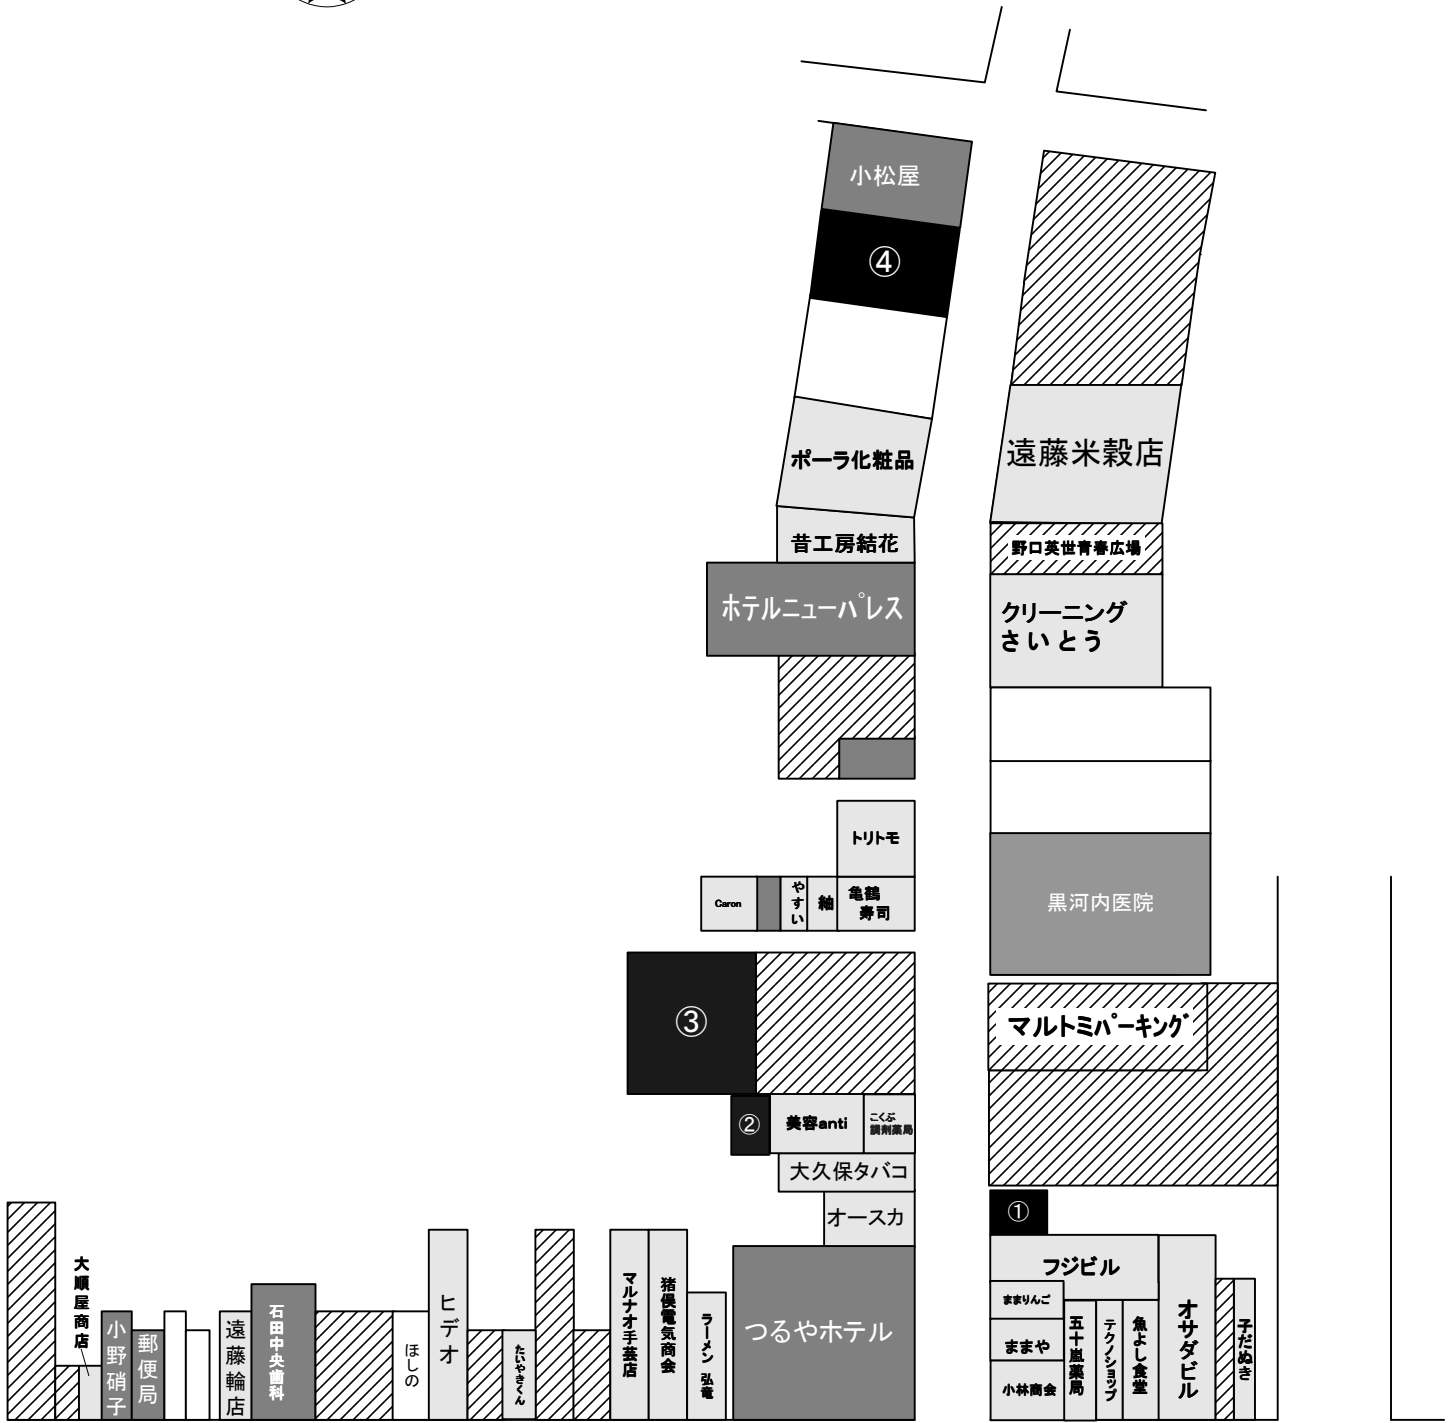 小松屋
④
ポーラ化粧品
遠藤米穀店
昔工房結花
野口英世青春広場
ホテルニューパレス
クリーニング
さいとう
トリトモ
Caron
やすい
紬
亀鶴
寿司
黒河内医院
③
マルトミパーキング
②
美容anti
こくぶ
調剤薬局
大久保タバコ
オースカ
①
フジビル
ままりんご
ままや
小林商会
五十嵐薬局
テクノショップ
魚よし食堂
オサダビル
子だぬき
大順屋商店
小野硝子
郵便局
遠藤輪店
石田中央歯科
ほしの
ヒデオ
たいやきくん
マルナオ手芸店
猪俣電気商会
ラーメン 弘竜
つるやホテル